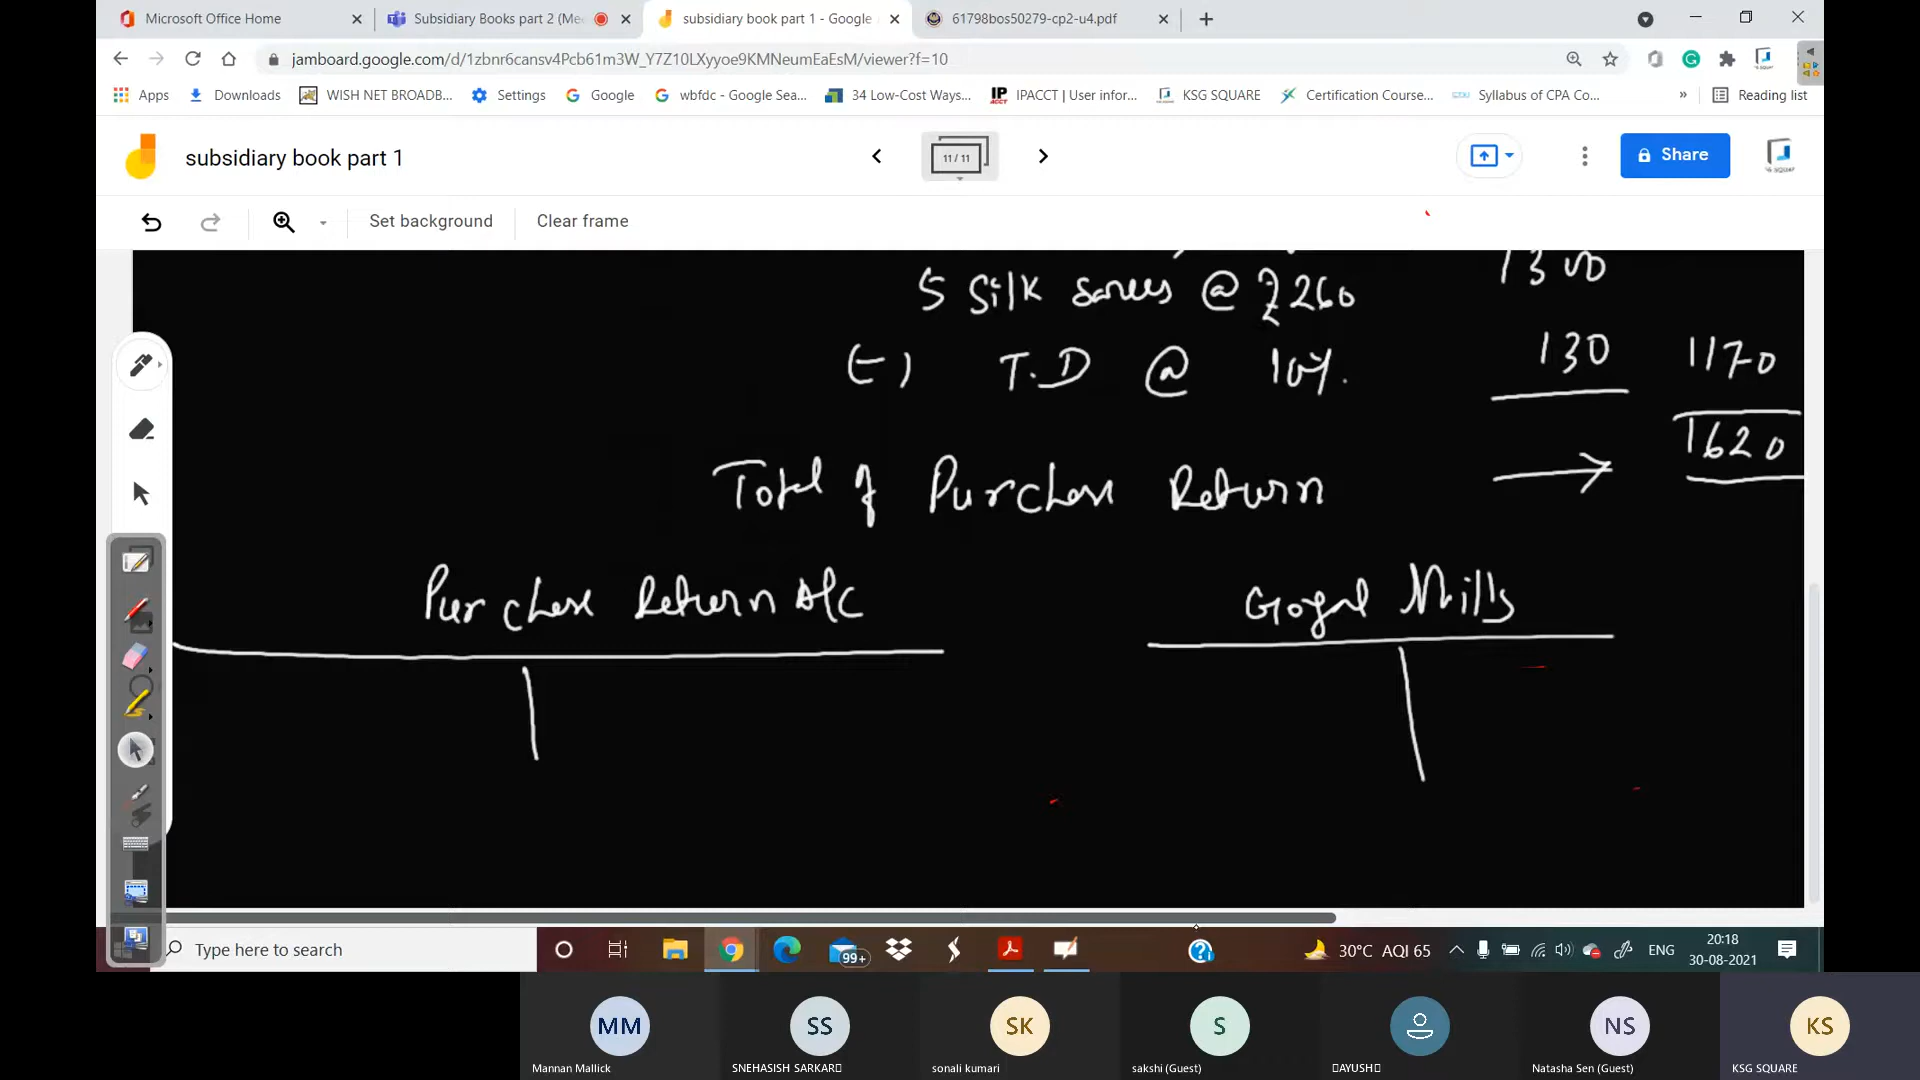 Microsoft Office Home
Subsidiary Books part 2 (Me
subsidiary book part 1 - Google
61798bos50279-cp2-u4.pdf
jamboard.google.com/d/1zbnr6cansv4Pcb61m3W_Y7Z10LXyyoe9KMNeumEaEsM/viewer?f=10
Apps Downloads WISH NET BROADB... Settings Google wbfdc - Google Sea... 34 Low-Cost Ways... IPACCT | User infor... KSG SQUARE Certification Course... Syllabus of CPA Co... » Reading list
subsidiary book part 1
11 / 11
Share
Set background Clear frame
5 Silk sarees @ ₹260 1300
(-) T.D @ 10%. 130 1170
1620
Total of Purchase Return
Purchase Return A/c Gopal Mills
Type here to search
99+
30°C AQI 65
ENG
20:18
30-08-2021
MM SS SK S NS KS
Mannan Mallick SNEHASISH SARKAR sonali kumari sakshi (Guest) AYUSH Natasha Sen (Guest) KSG SQUARE